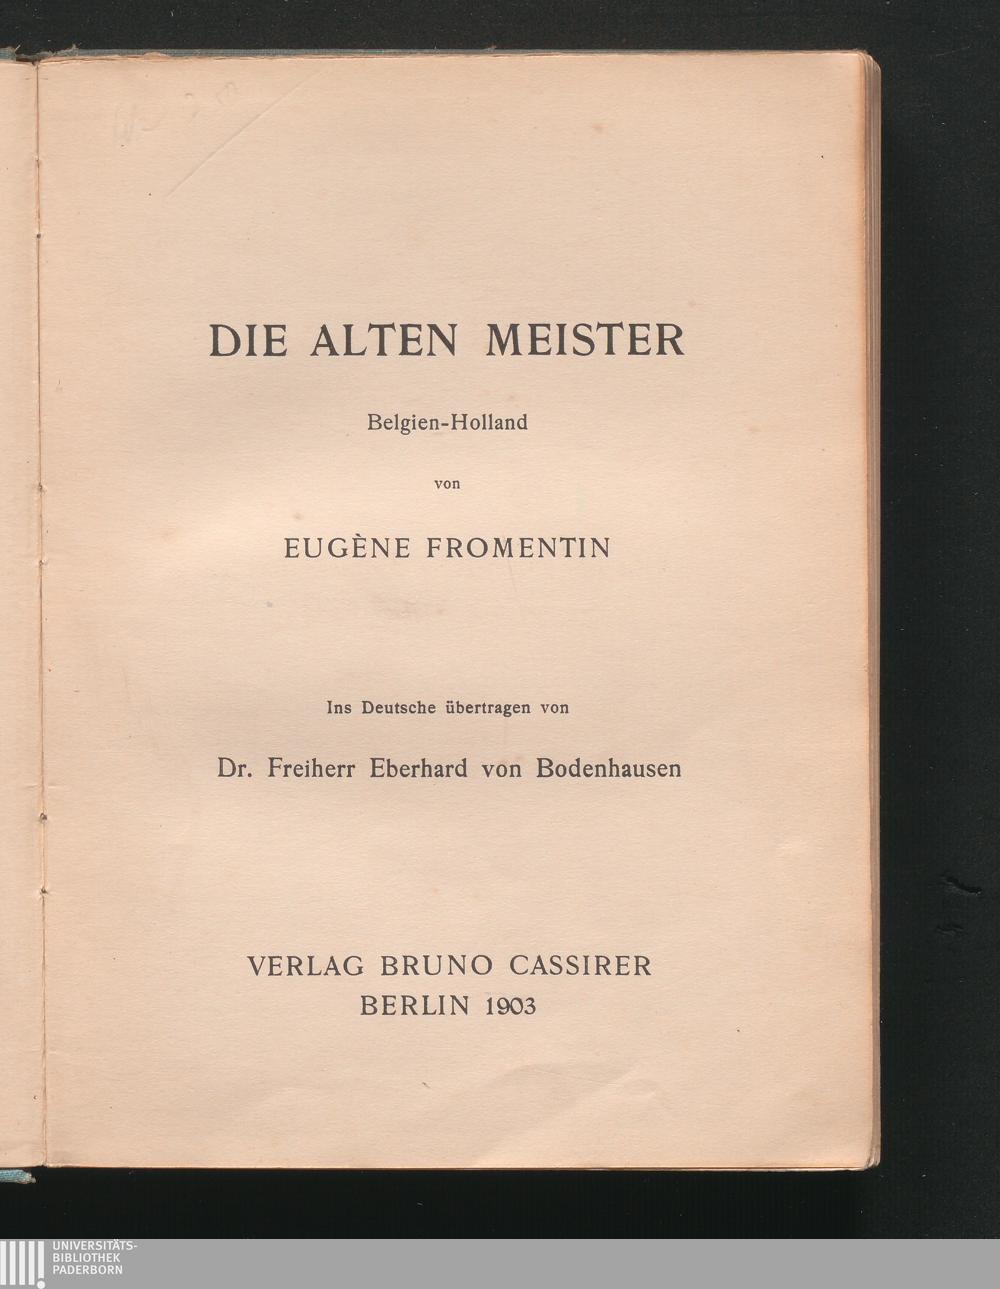 DIE ALTEN MEISTER
Belgien-Holland
von
EUGÈNE FROMENTIN
Ins Deutsche übertragen von
Dr. Freiherr Eberhard von Bodenhausen
VERLAG BRUNO CASSIRER
BERLIN 1903
UNIVERSITÄTS-
BIBLIOTHEK
PADERBORN